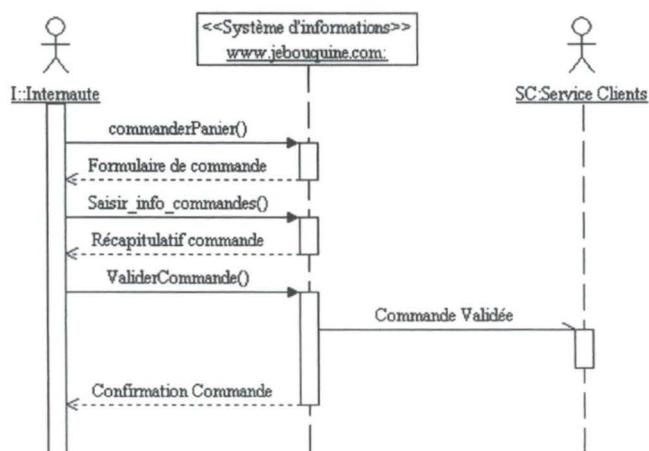 <<Système d'informations>>
www.jebouquine.com:
I::Internaute
SC:Service Clients
commanderPanier()
Formulaire de commande
Saisir_info_commandes()
Récapitulatif commande
ValiderCommande()
Commande Validée
Confirmation Commande